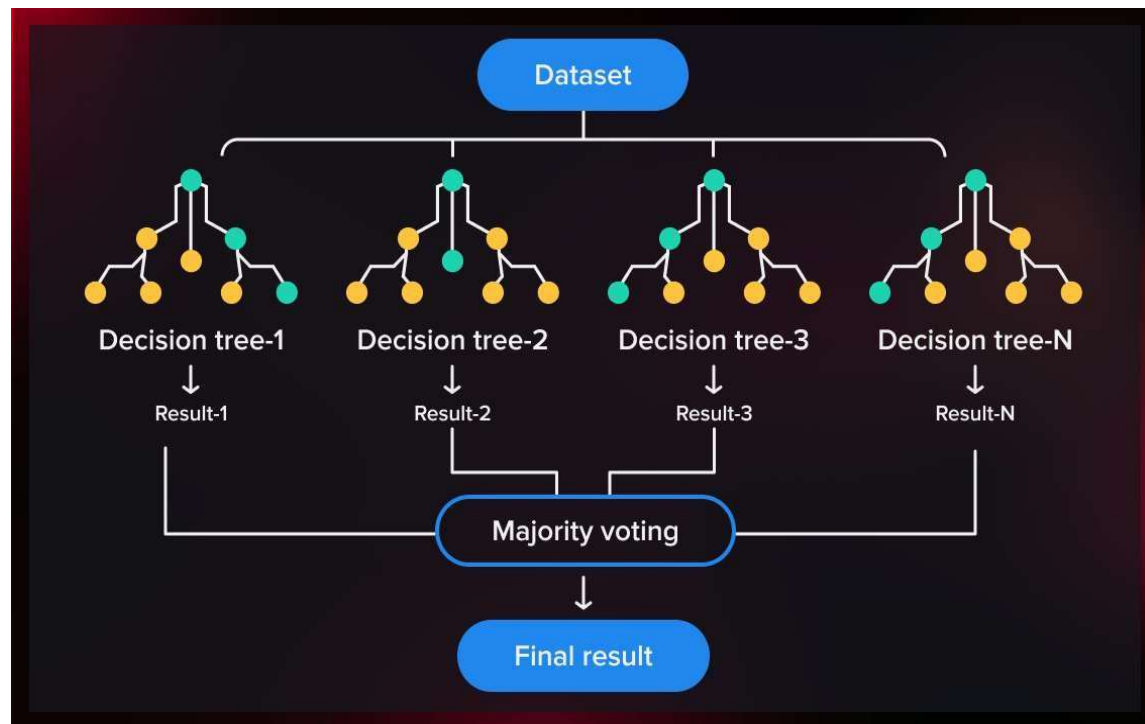 Dataset
Decision tree-1
Decision tree-2
Decision tree-3
Decision tree-N
Result-1
Result-2
Result-3
Result-N
Majority voting
Final result